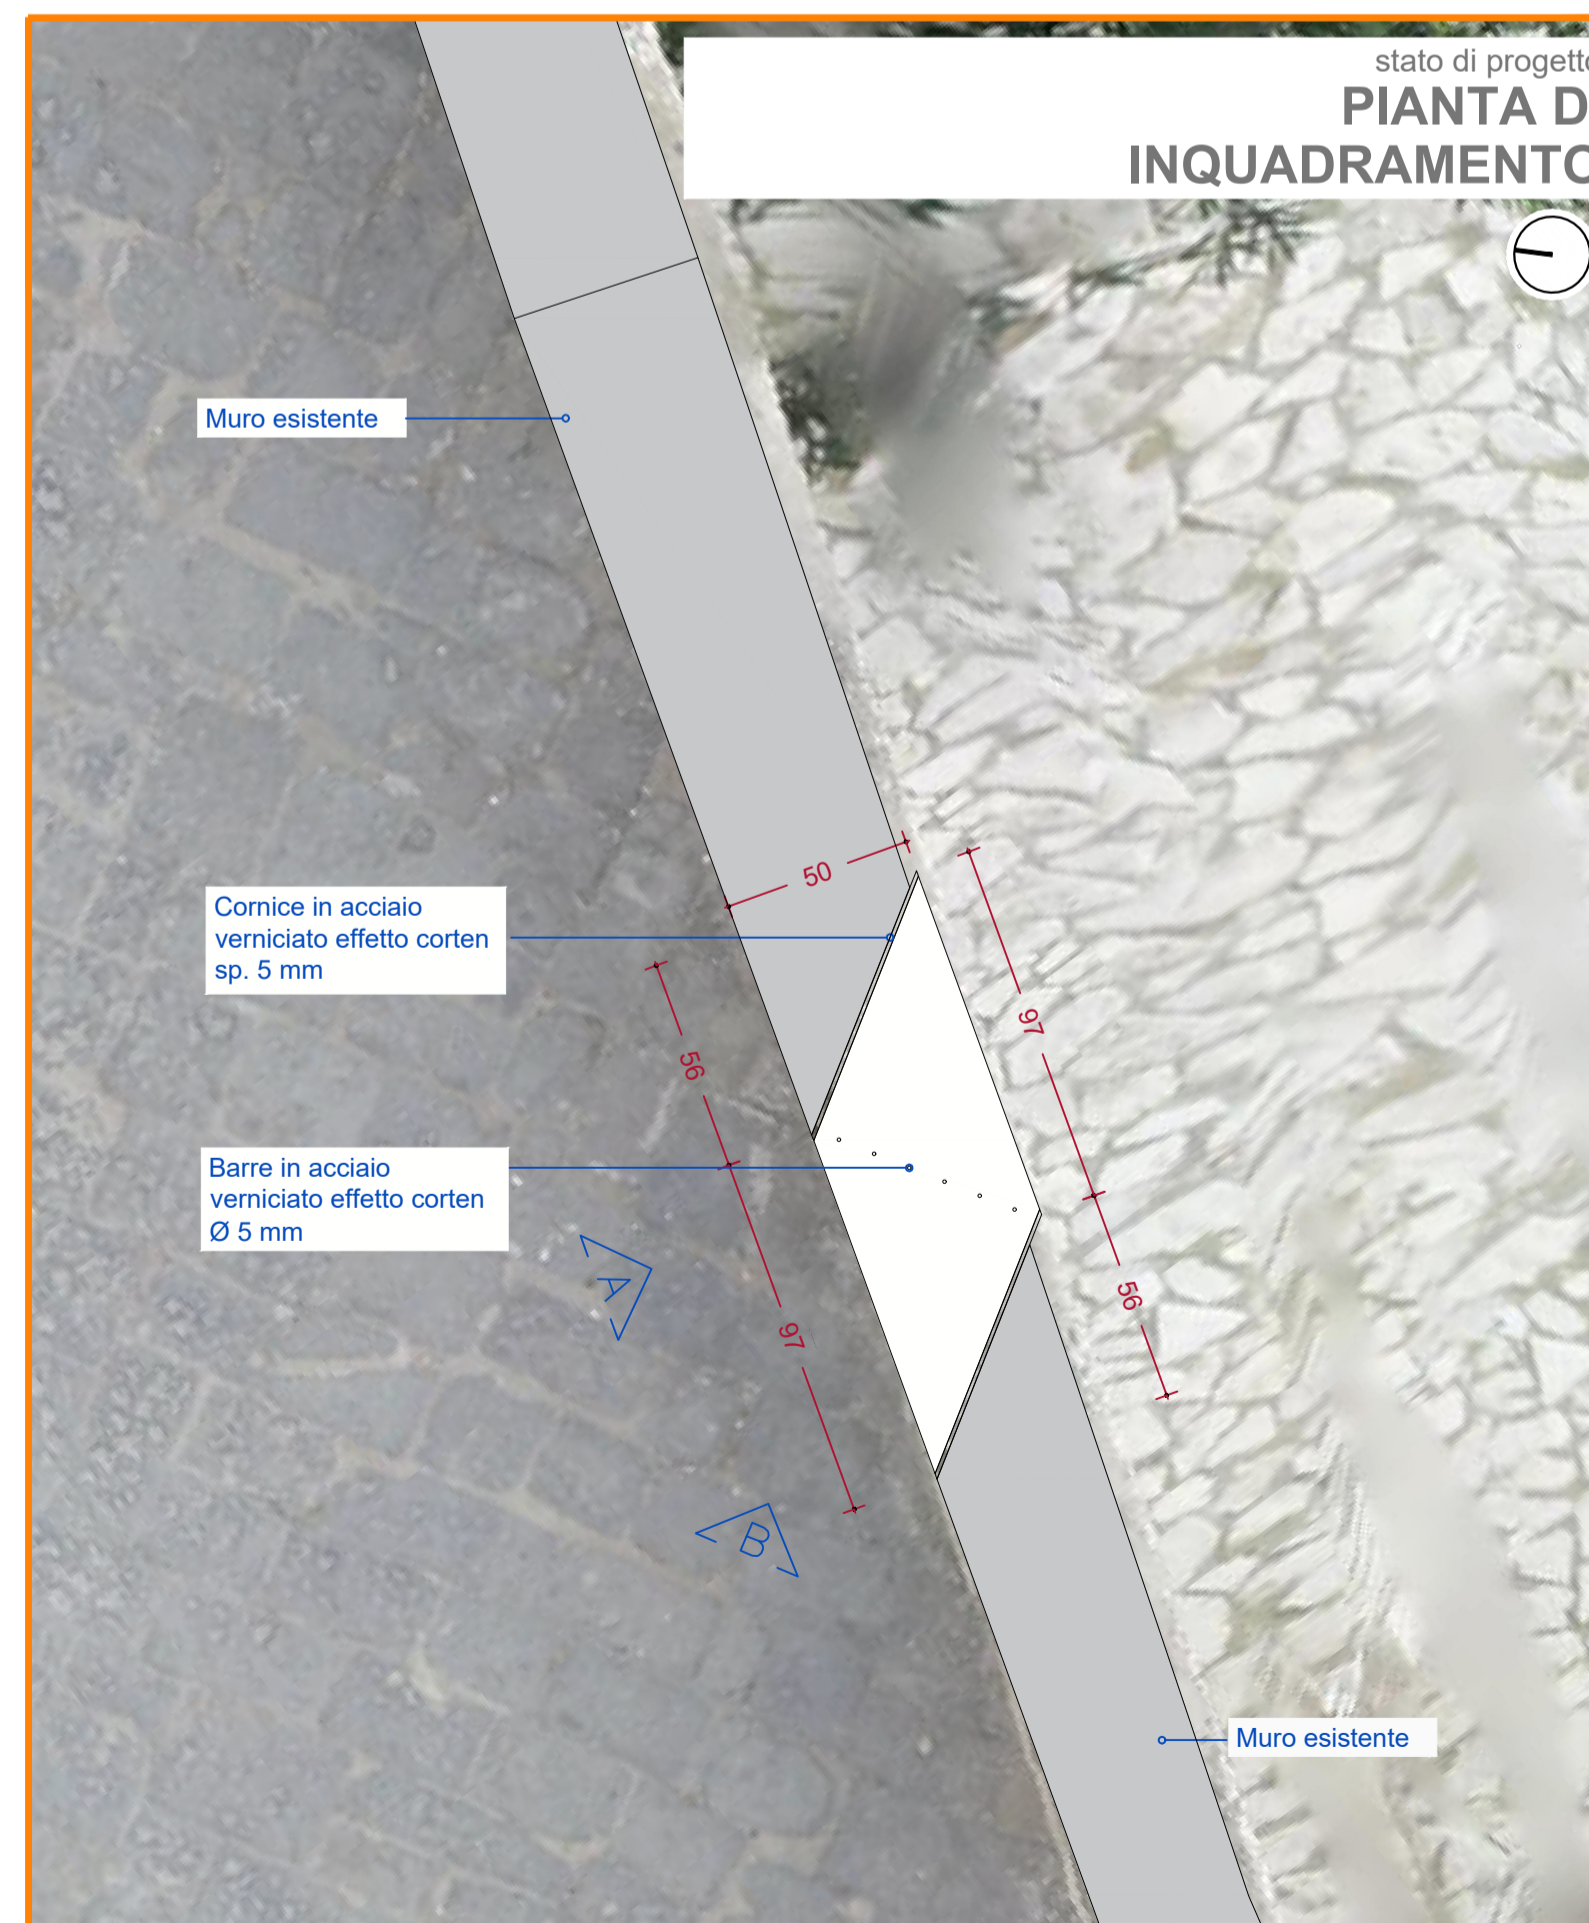 stato di progetto
PIANTA D
INQUADRAMENTO
Muro esistente
50
Cornice in acciaio
verniciato effetto corten
sp. 5 mm
97
56
Barre in acciaio
verniciato effetto corten
Ø 5 mm
A
56
97
B
Muro esistente